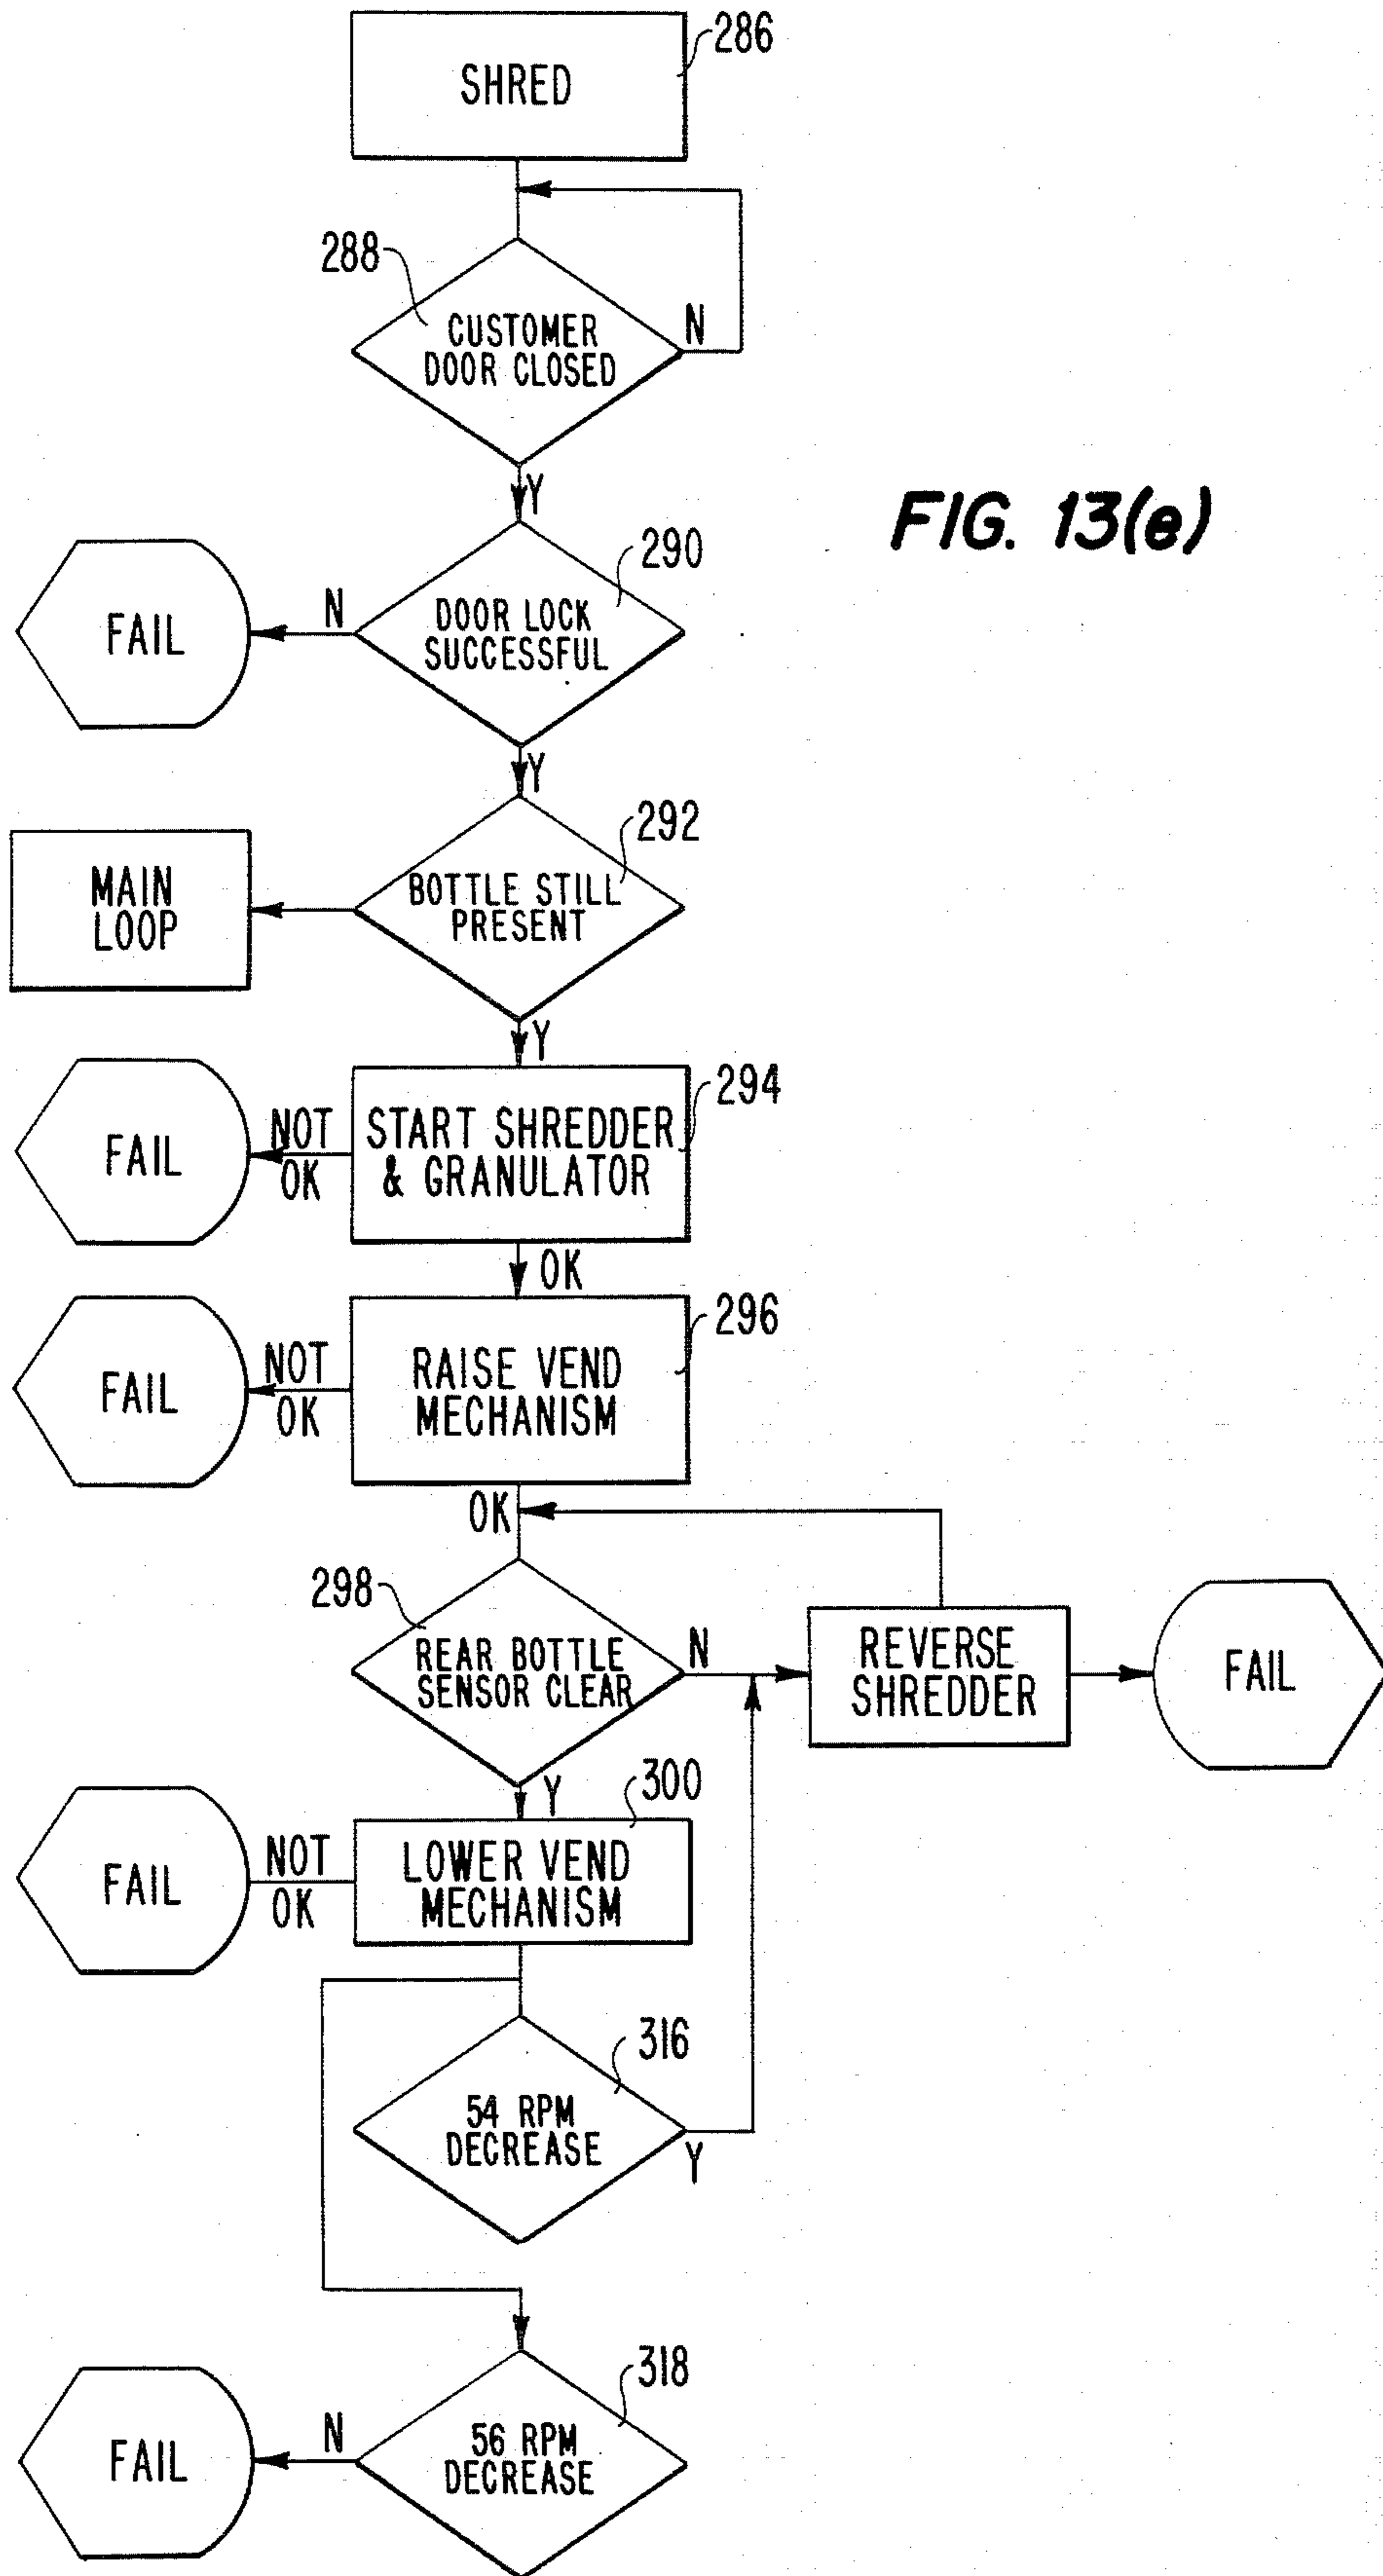 286
SHRED
288
CUSTOMER
DOOR CLOSED
N
Y
FIG. 13(e)
290
DOOR LOCK
SUCCESSFUL
N
FAIL
Y
292
BOTTLE STILL
PRESENT
MAIN
LOOP
Y
294
START SHREDDER
& GRANULATOR
NOT
OK
FAIL
OK
296
RAISE VEND
MECHANISM
NOT
OK
FAIL
OK
298
REAR BOTTLE
SENSOR CLEAR
N
REVERSE
SHREDDER
FAIL
Y
300
LOWER VEND
MECHANISM
NOT
OK
FAIL
316
54 RPM
DECREASE
Y
318
56 RPM
DECREASE
N
FAIL